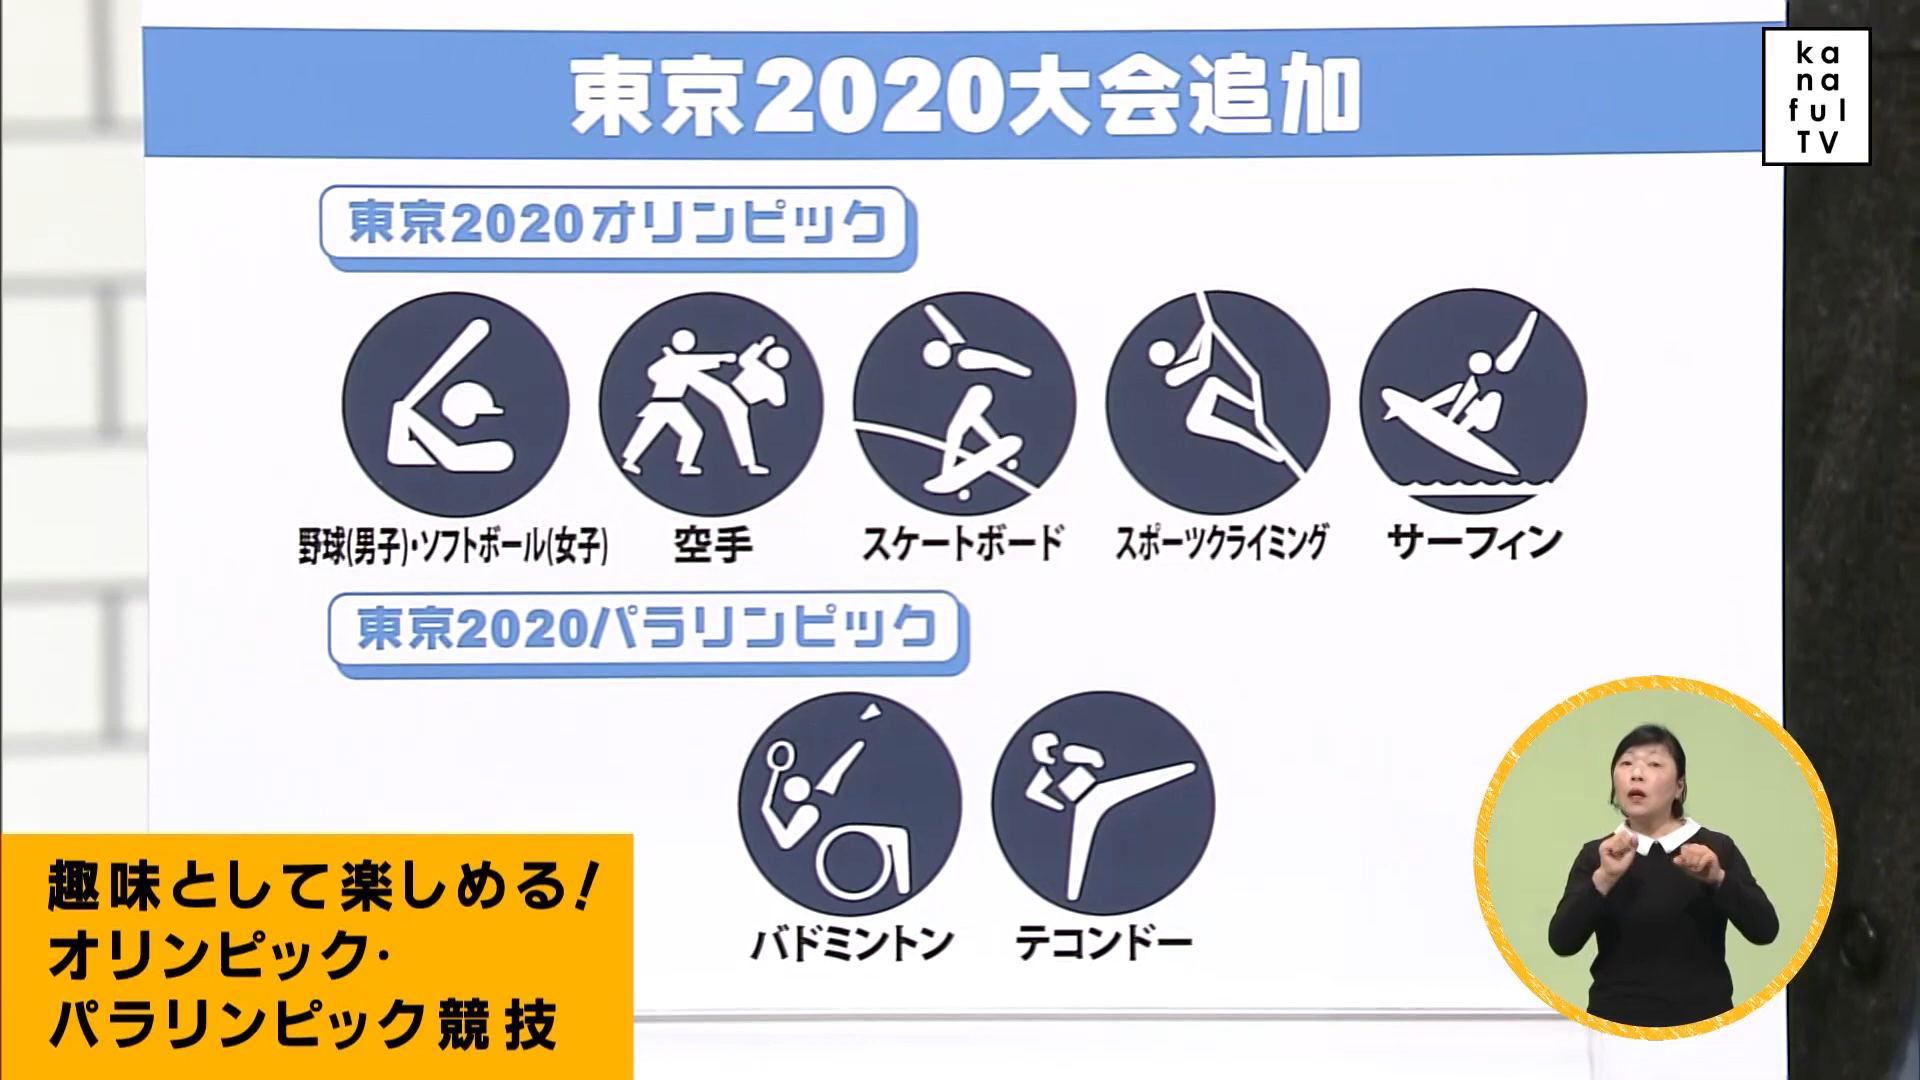 東京2020大会追加
ka
na
ful
TV
東京2020オリンピック
野球(男子)・ソフトボール(女子)
空手
スケートボード
スポーツクライミング
サーフィン
東京2020パラリンピック
バドミントン
テコンドー
趣味として楽しめる!
オリンピック・
パラリンピック競技